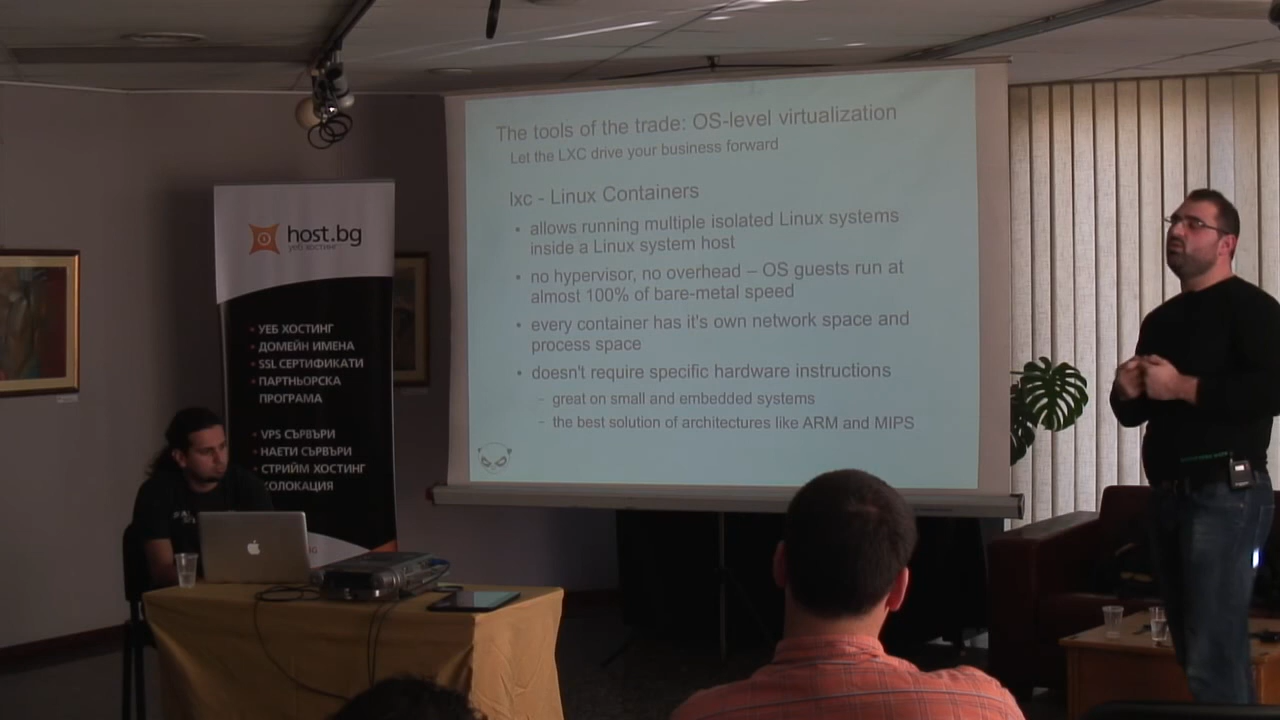 The tools of the trade: OS-level virtualization
Let the LXC drive your business forward
lxc - Linux Containers
• allows running multiple isolated Linux systems
inside a Linux system host
• no hypervisor, no overhead – OS guests run at
almost 100% of bare-metal speed
• every container has it's own network space and
process space
• doesn't require specific hardware instructions
- great on small and embedded systems
- the best solution of architectures like ARM and MIPS
host.bg
уеб хостинг
• УЕБ ХОСТИНГ
• ДОМЕЙН ИМЕНА
• SSL СЕРТИФИКАТИ
• ПАРТНЬОРСКА
ПРОГРАМА
• VPS СЪРВЪРИ
• НАЕТИ СЪРВЪРИ
• СТРИЙМ ХОСТИНГ
КОЛОКАЦИЯ